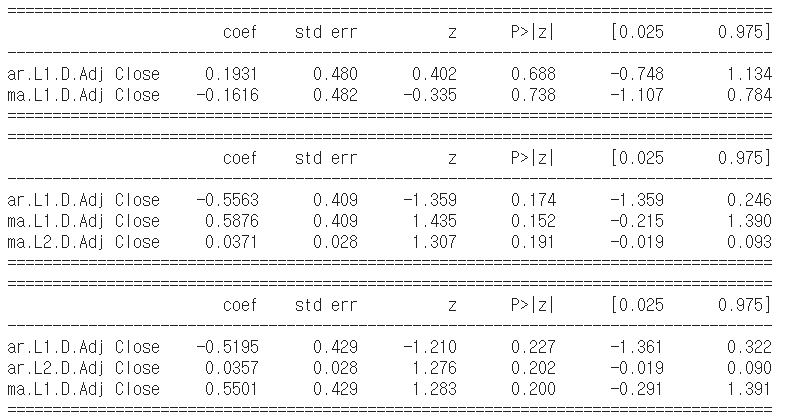 ==============================================================================
coef std err z P>|z| [0.025 0.975]
------------------------------------------------------------------------------
ar.L1.D.Adj Close 0.1931 0.480 0.402 0.688 -0.748 1.134
ma.L1.D.Adj Close -0.1616 0.482 -0.335 0.738 -1.107 0.784
==============================================================================
==============================================================================
coef std err z P>|z| [0.025 0.975]
------------------------------------------------------------------------------
ar.L1.D.Adj Close -0.5563 0.409 -1.359 0.174 -1.359 0.246
ma.L1.D.Adj Close 0.5876 0.409 1.435 0.152 -0.215 1.390
ma.L2.D.Adj Close 0.0371 0.028 1.307 0.191 -0.019 0.093
==============================================================================
==============================================================================
coef std err z P>|z| [0.025 0.975]
------------------------------------------------------------------------------
ar.L1.D.Adj Close -0.5195 0.429 -1.210 0.227 -1.361 0.322
ar.L2.D.Adj Close 0.0357 0.028 1.276 0.202 -0.019 0.090
ma.L1.D.Adj Close 0.5501 0.429 1.283 0.200 -0.291 1.391
==============================================================================